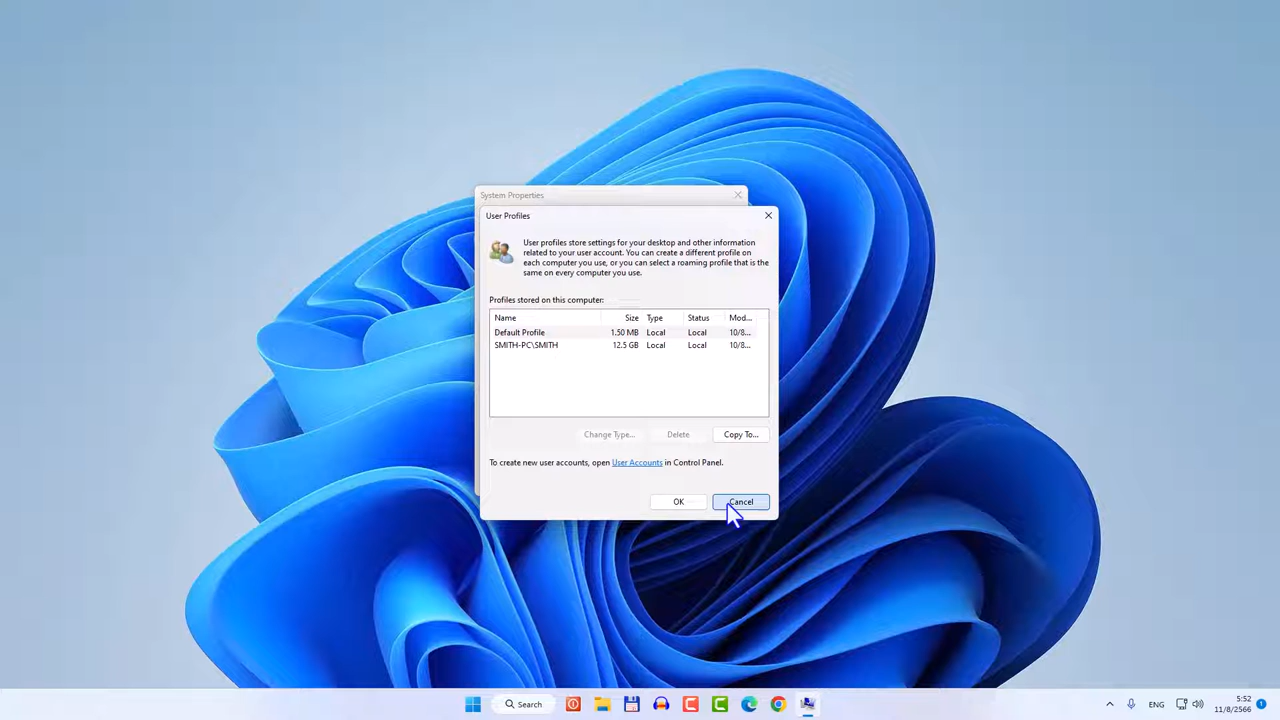 System Properties
User Profiles
User profiles store settings for your desktop and other information
related to your user account. You can create a different profile on
each computer you use, or you can select a roaming profile that is the
same on every computer you use.
Profiles stored on this computer:
Name Size Type Status Mod...
Default Profile 1.50 MB Local Local 10/8...
SMITH-PC\SMITH 12.5 GB Local Local 10/8...
Change Type... Delete Copy To...
To create new user accounts, open User Accounts in Control Panel.
OK Cancel
Search
ENG
5:52
11/8/2566
1